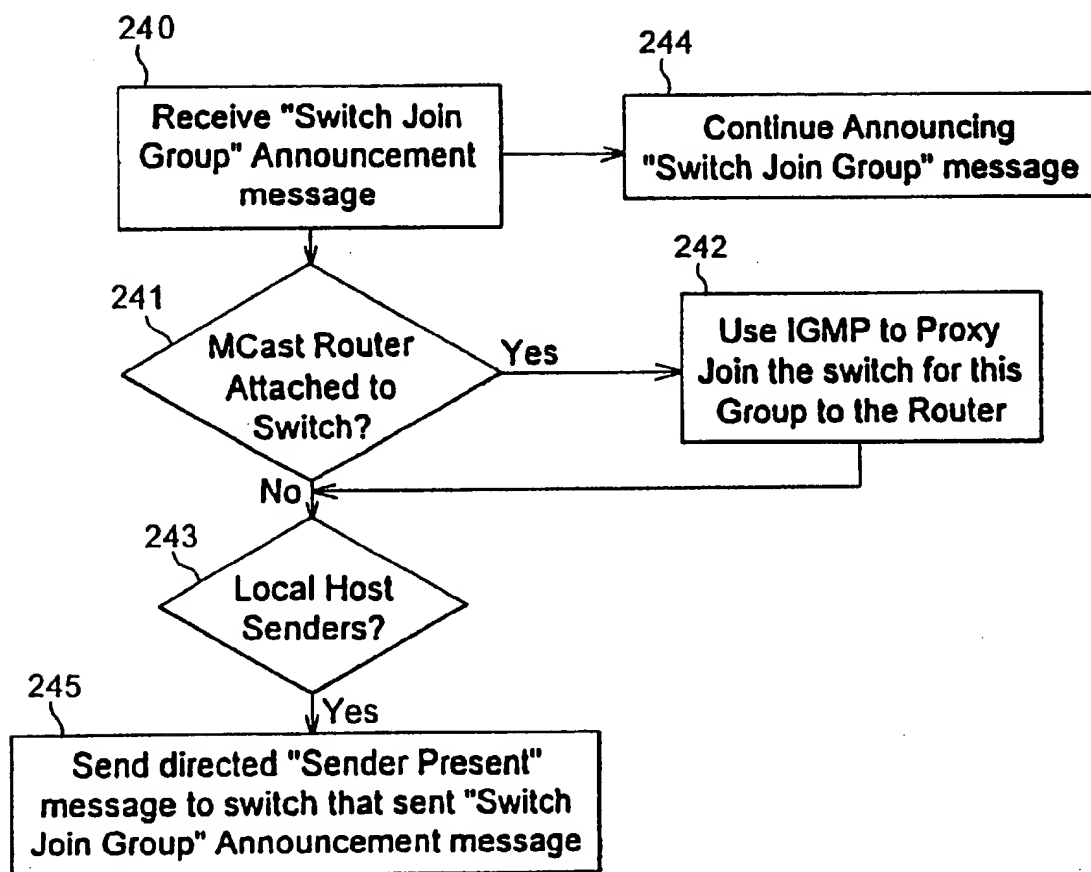 240
Receive "Switch Join
Group" Announcement
message
244
Continue Announcing
"Switch Join Group" message
241
MCast Router
Attached to
Switch?
Yes
242
Use IGMP to Proxy
Join the switch for this
Group to the Router
No
243
Local Host
Senders?
Yes
245
Send directed "Sender Present"
message to switch that sent "Switch
Join Group" Announcement message